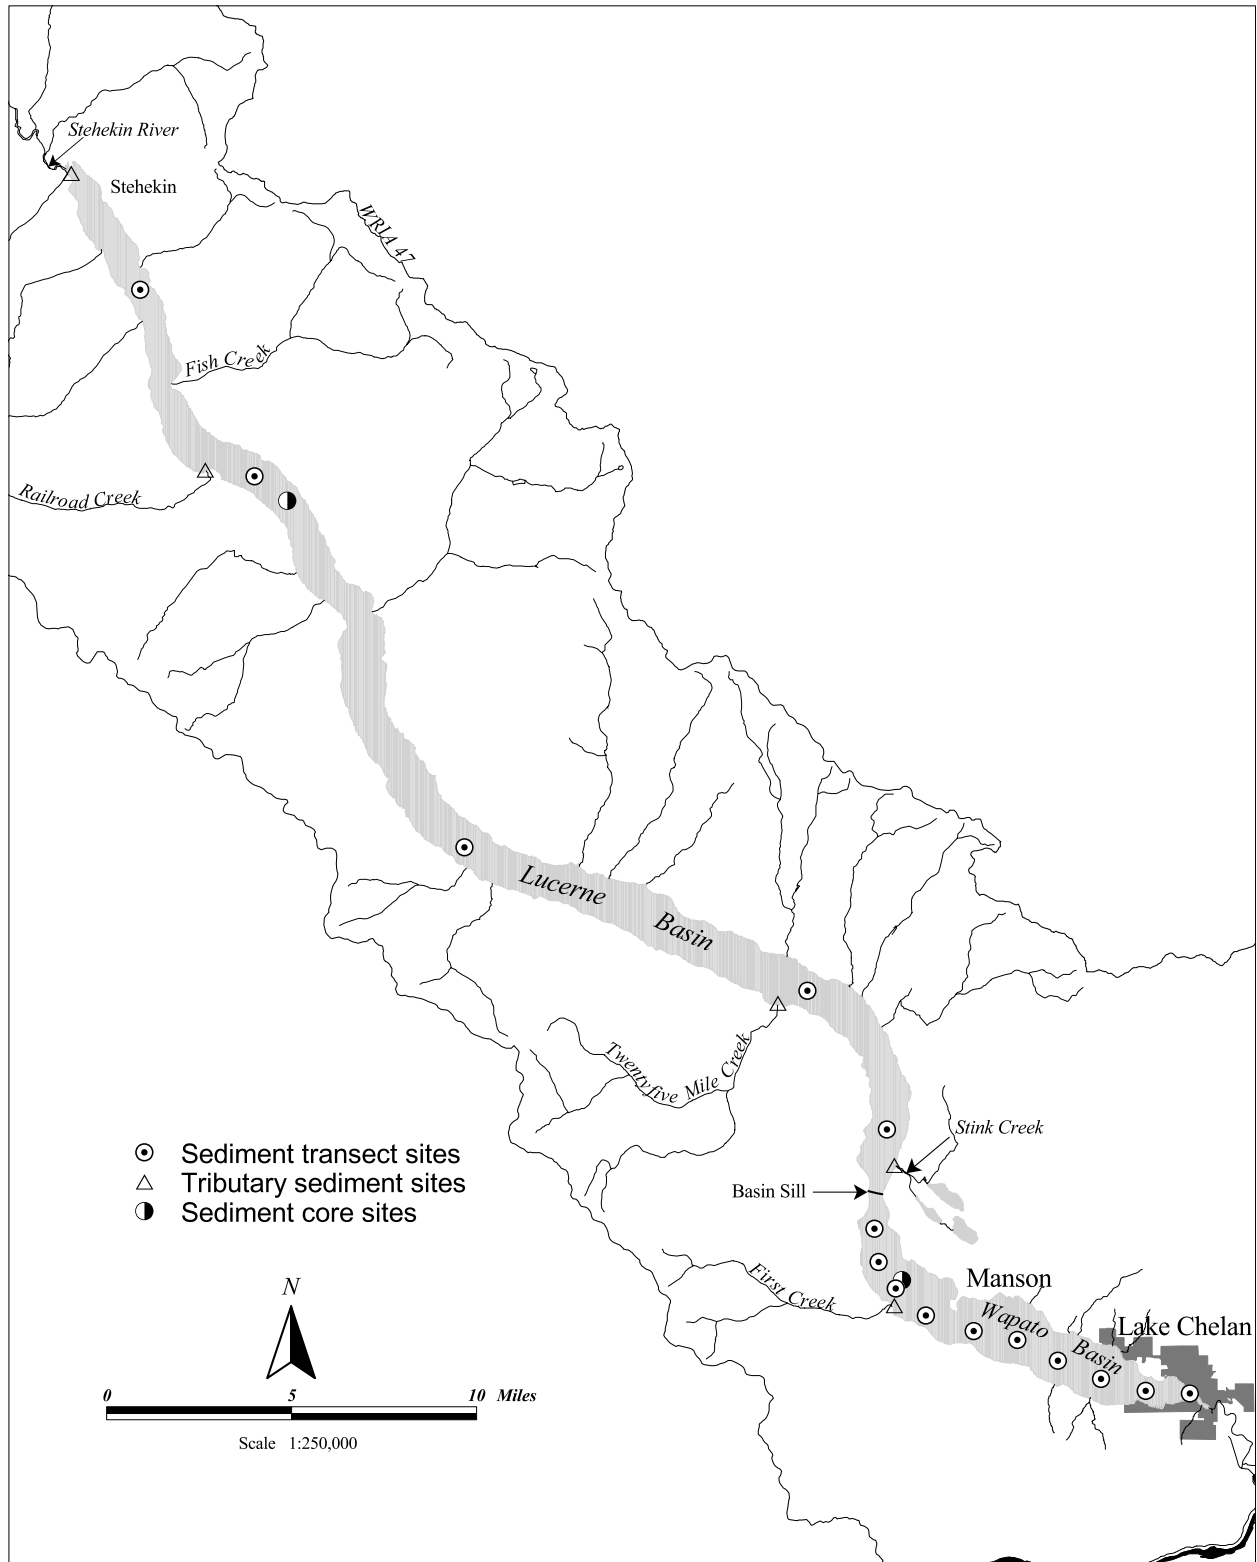 Stehekin River
Stehekin
WRIA 47
Fish Creek
Railroad Creek
Lucerne
Basin
Twentyfive Mile Creek
Stink Creek
Sediment transect sites
Tributary sediment sites
Sediment core sites
Basin Sill
First Creek
Manson
Wapato
Basin
Lake Chelan
N
0 5 10 Miles
Scale 1:250,000